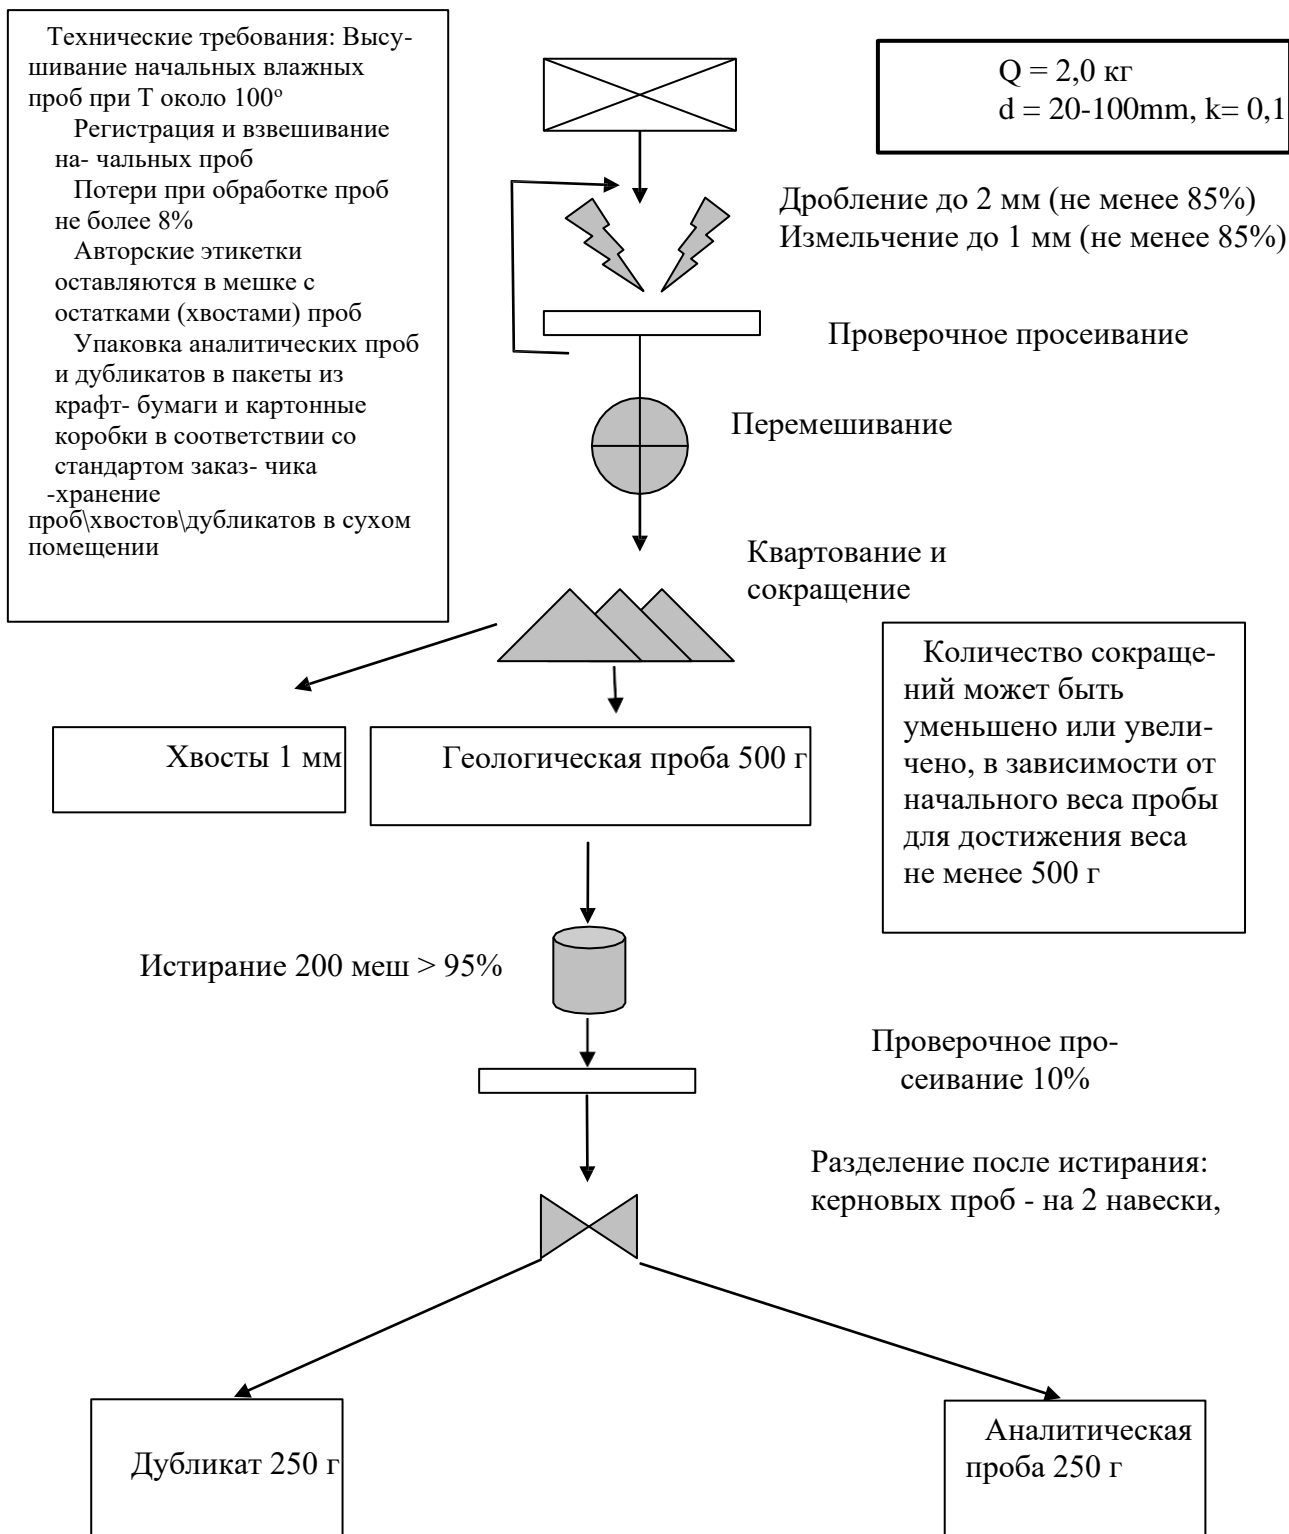 Технические требования: Высу-
шивание начальных влажных
проб при Т около 100º
Регистрация и взвешивание
на- чальных проб
Потери при обработке проб
не более 8%
Авторские этикетки
оставляются в мешке с
остатками (хвостами) проб
Упаковка аналитических проб
и дубликатов в пакеты из
крафт- бумаги и картонные
коробки в соответствии со
стандартом заказ- чика
-хранение
проб\хвостов\дубликатов в сухом
помещении
Q = 2,0 кг
d = 20-100mm, k= 0,1
Дробление до 2 мм (не менее 85%)
Измельчение до 1 мм (не менее 85%)
Проверочное просеивание
Перемешивание
Квартование и
сокращение
Хвосты 1 мм
Геологическая проба 500 г
Количество сокраще-
ний может быть
уменьшено или увели-
чено, в зависимости от
начального веса пробы
для достижения веса
не менее 500 г
Истирание 200 меш > 95%
Проверочное про-
сеивание 10%
Разделение после истирания:
керновых проб - на 2 навески,
Дубликат 250 г
Аналитическая
проба 250 г